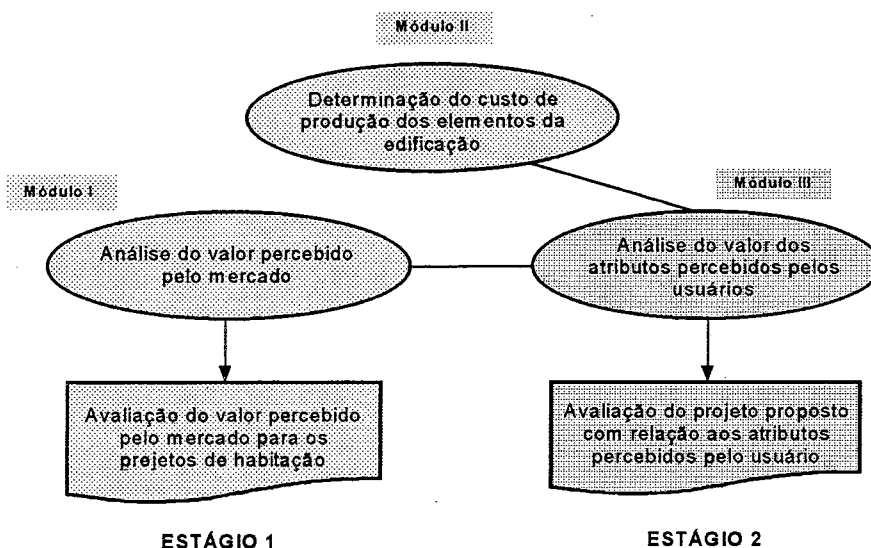 Módulo II
Determinação do custo de
produção dos elementos da
edificação
Módulo I
Módulo III
Análise do valor percebido
pelo mercado
Análise do valor dos
atributos percebidos pelos
usuários
Avaliação do valor percebido
pelo mercado para os
prejetos de habitação
Avaliação do projeto proposto
com relação aos atributos
percebidos pelo usuário
ESTÁGIO 1
ESTÁGIO 2